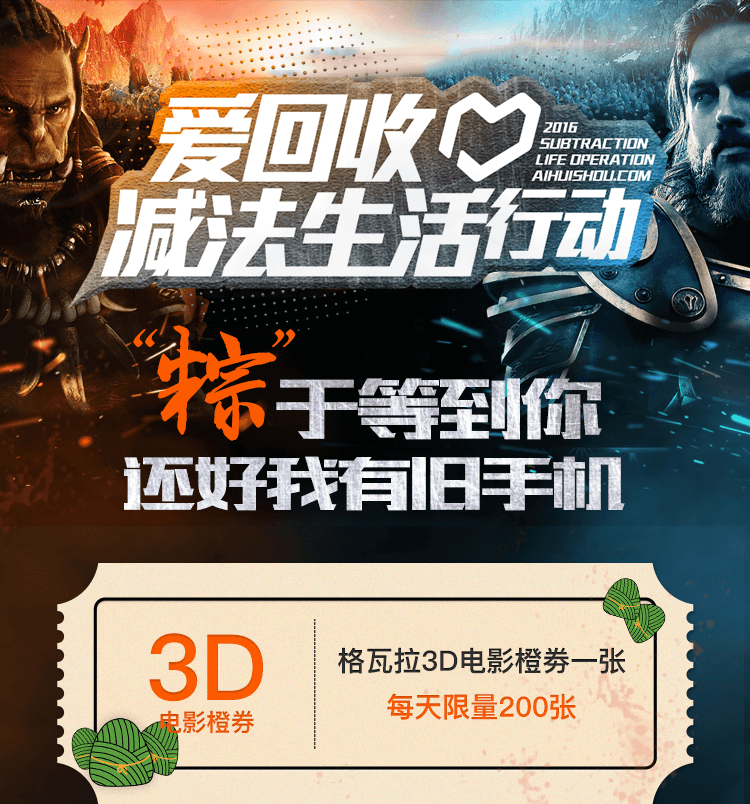 爱回收
2016
SUBTRACTION
LIFE OPERATION
AIHUISHOU.COM
减法生活行动
“粽”于等到你
还好我有旧手机
3D
电影橙券
格瓦拉3D电影橙劵一张
每天限量200张